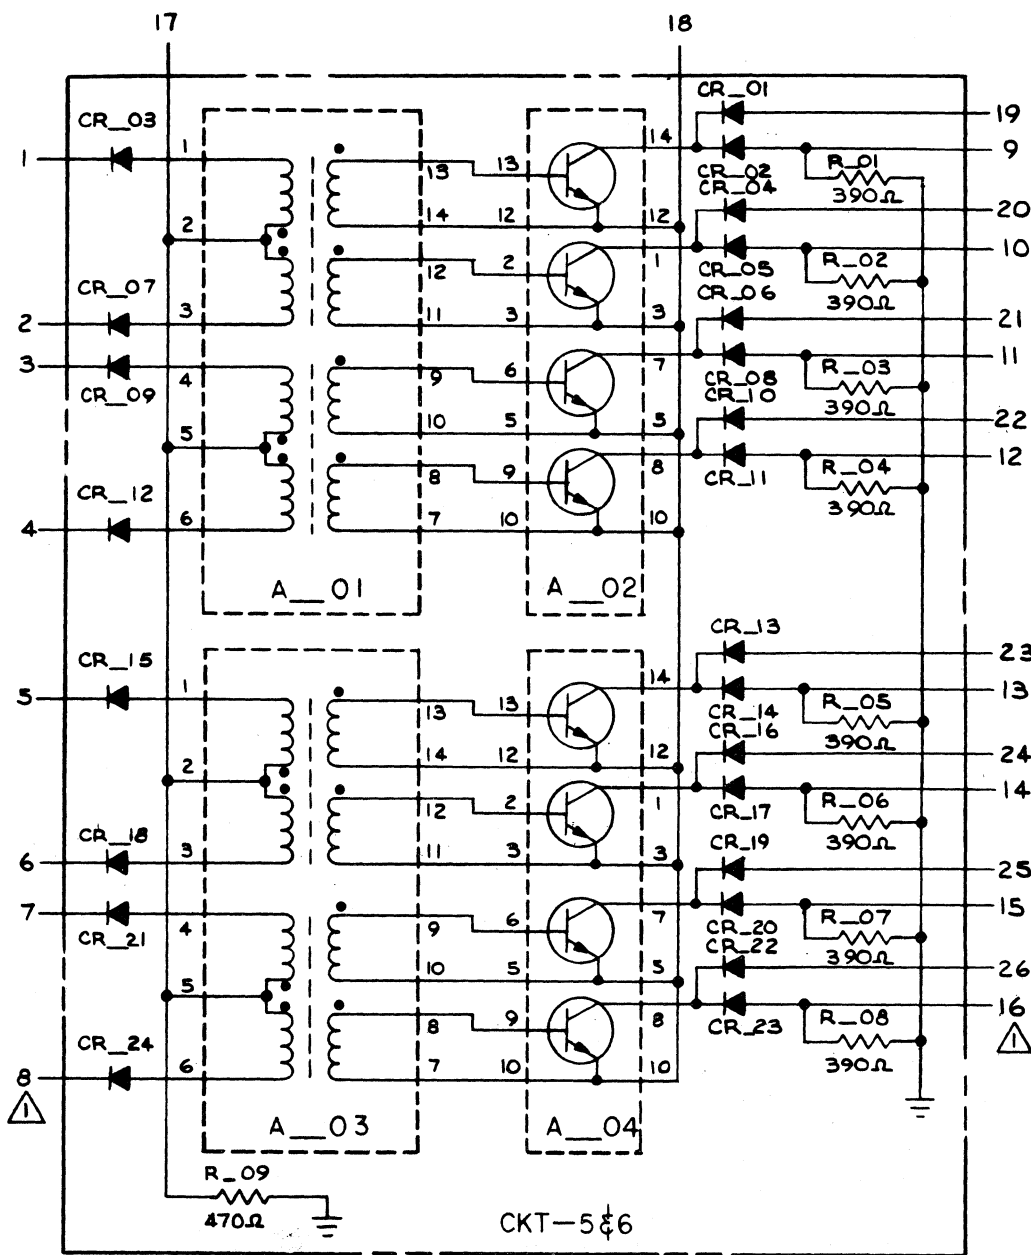 17 18
CR_01
CR_03 19
1 1 13 13 14 9
CR_02 R_01
CR_04 390Ω
14 12 12 20
2 1 10
12 2 CR_05 R_02
CR_07 CR_06 390Ω
2 3 11 3 3 21
3 4 9 6 7 11
CR_09 CR_08 R_03
CR_10 390Ω
5 10 5 5 22
8 9 8 12
CR_12 CR_11 R_04
4 6 7 10 10 390Ω
A__01 A__02
CR_13
CR_15 23
5 1 13 13 14 13
CR_14 R_05
CR_16 390Ω
2 14 12 12 24
12 2 1 14
CR_18 CR_17 R_06
CR_19 390Ω
6 3 11 3 3 25
7 4 9 6 7 15
CR_21 CR_20 R_07
CR_22 390Ω
5 10 5 5 26
8 9 8 16
CR_24 CR_23 R_08
8 6 7 10 10 390Ω
1 1
A__03 A__04
R_09
470Ω
CKT-5&6